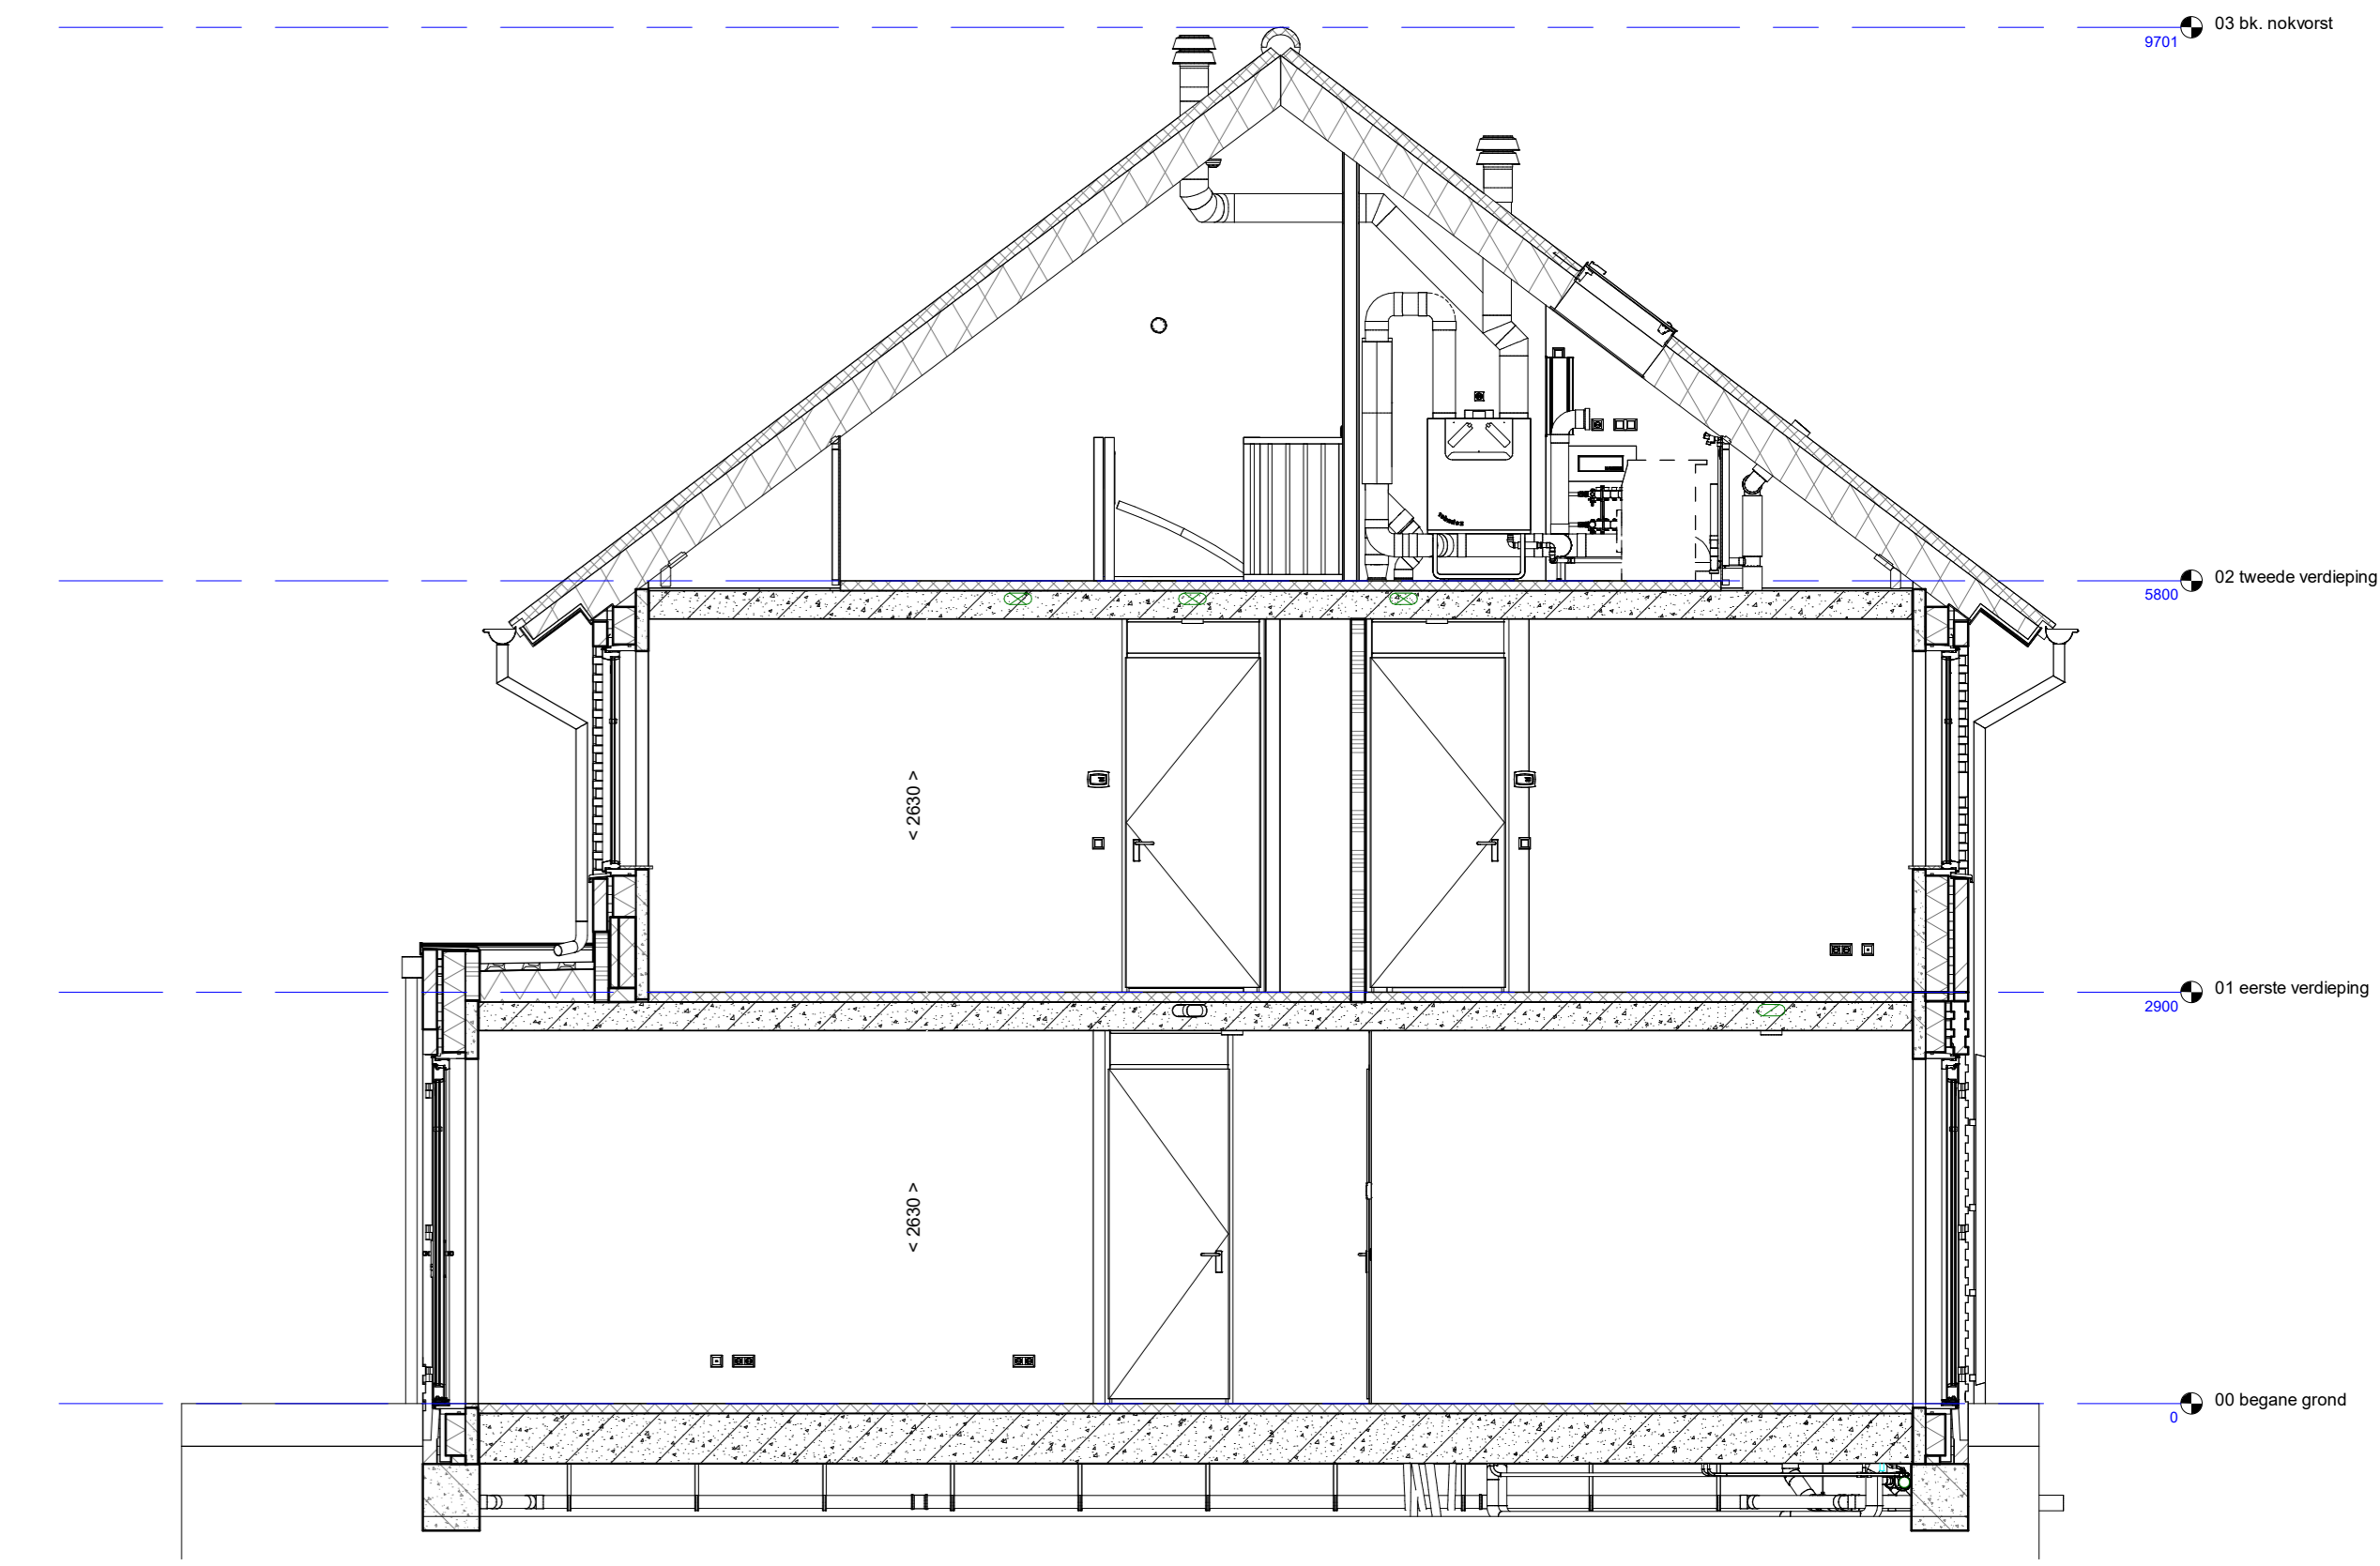 03 bk. nokvorst
9701
02 tweede verdieping
5800
< 2630 >
01 eerste verdieping
2900
< 2630 >
00 begane grond
0